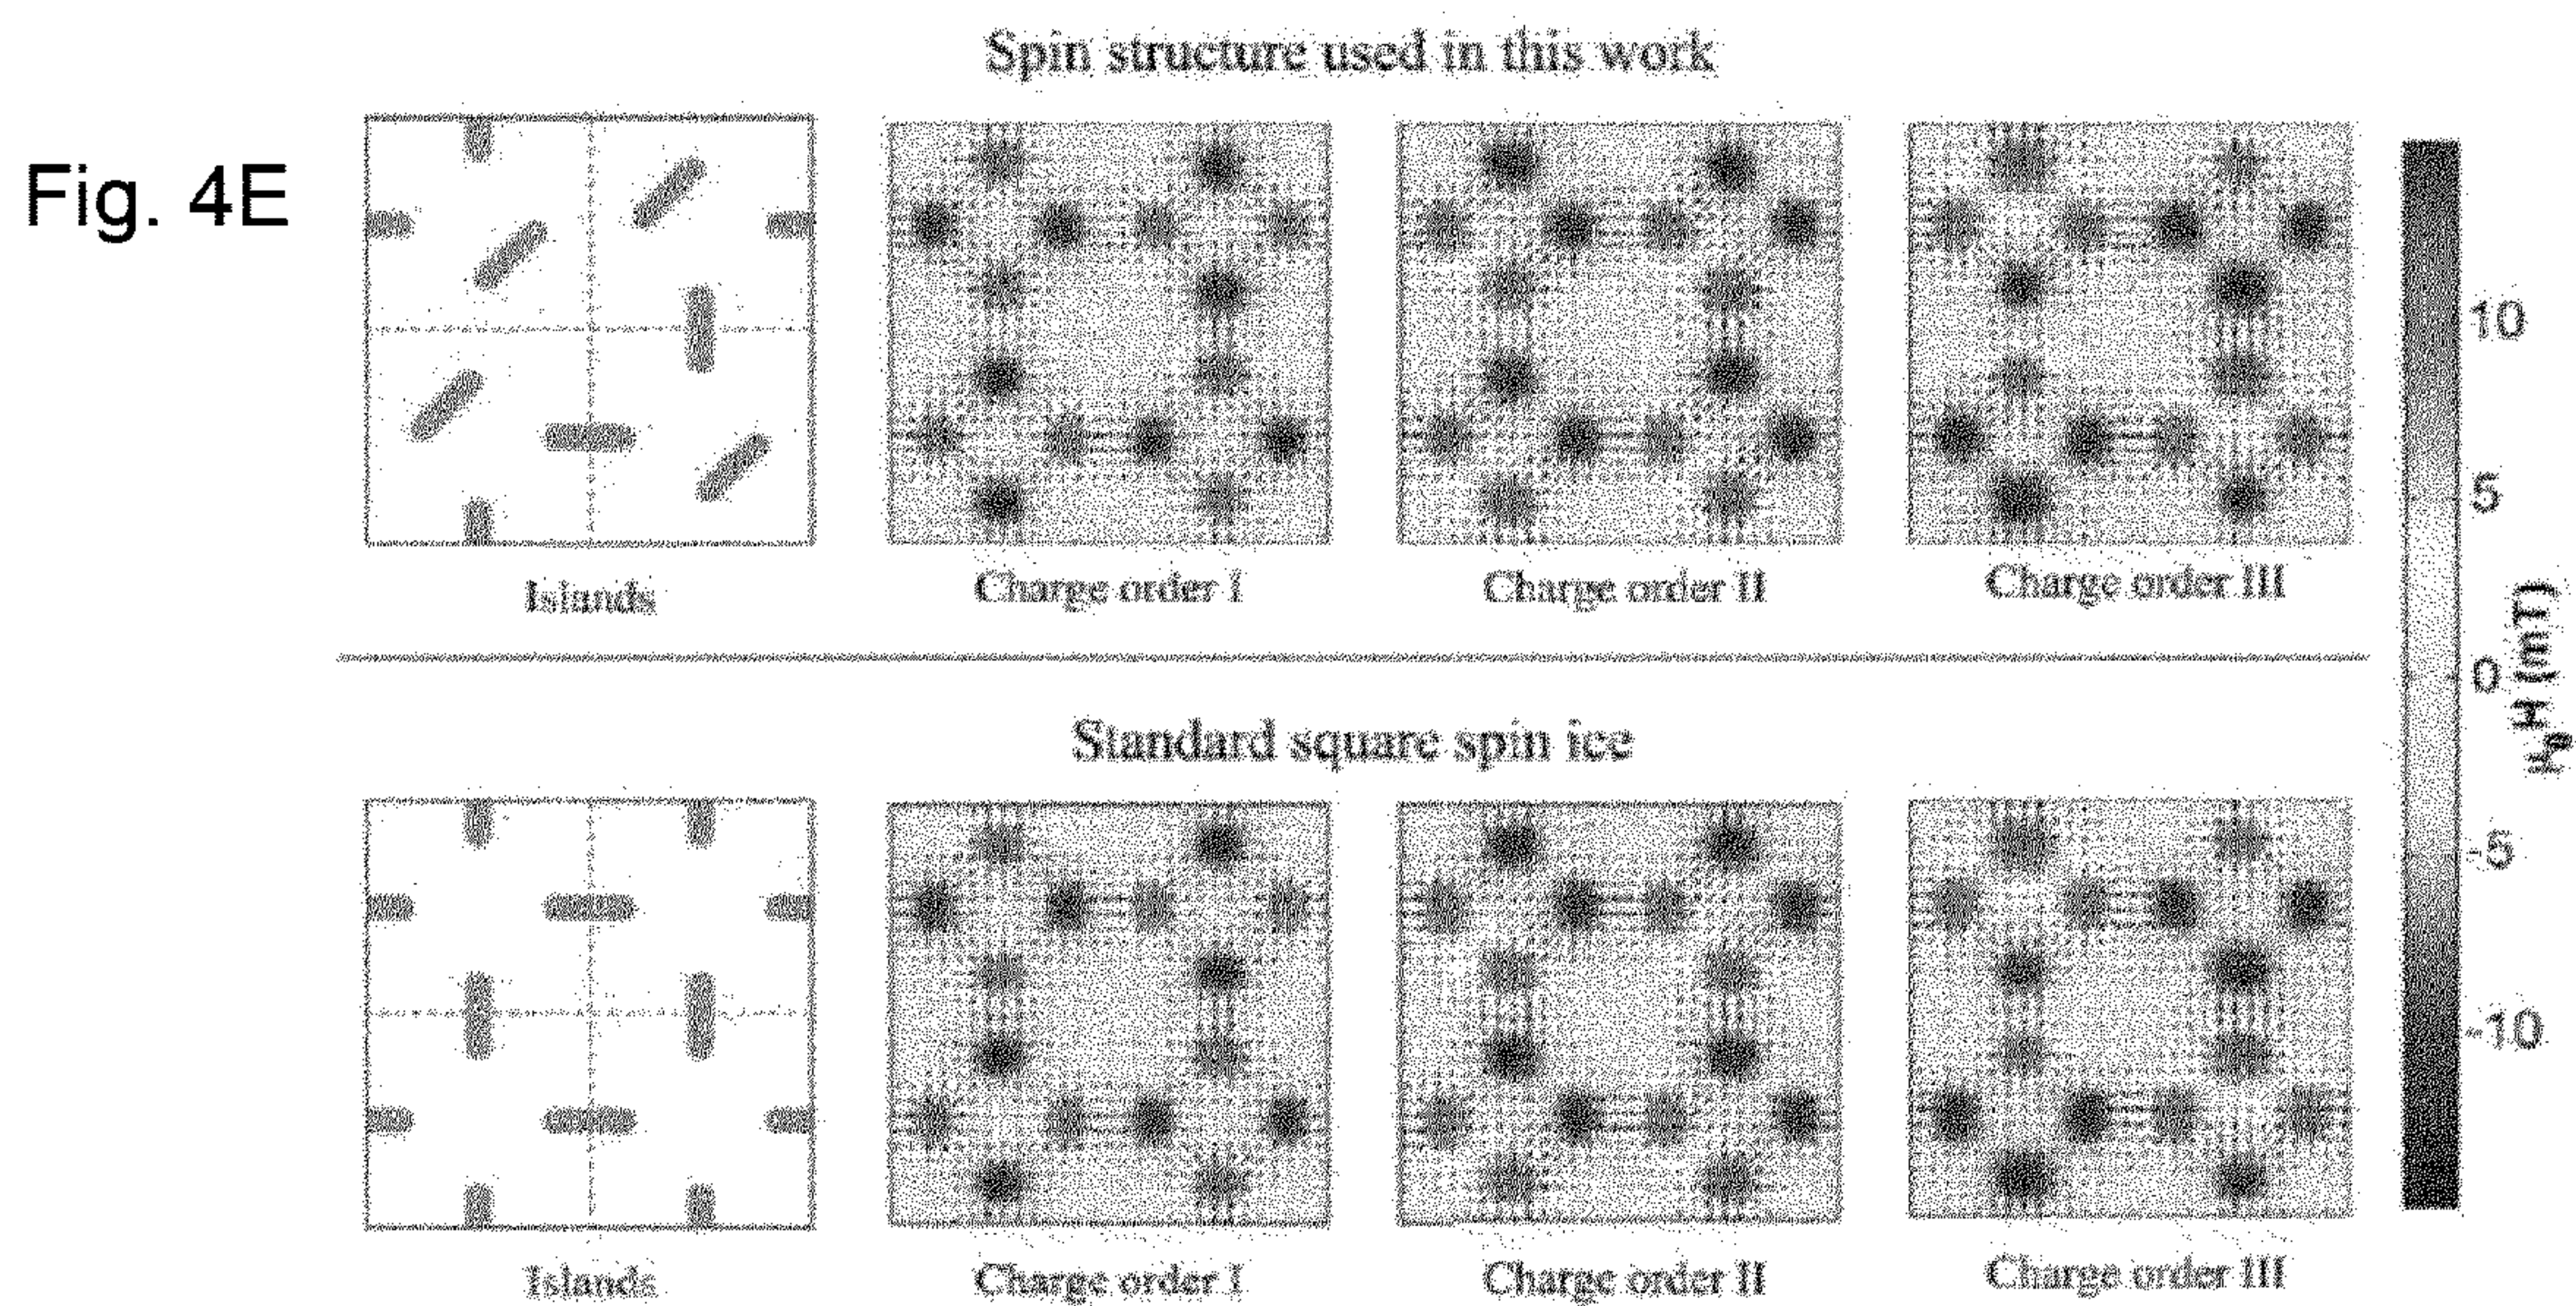 Fig. 4E
Spin structure used in this work
Islands
Charge order I
Charge order II
Charge order III
10
5
0
-5
-10
μ₀H (mT)
Standard square spin ice
Islands
Charge order I
Charge order II
Charge order III